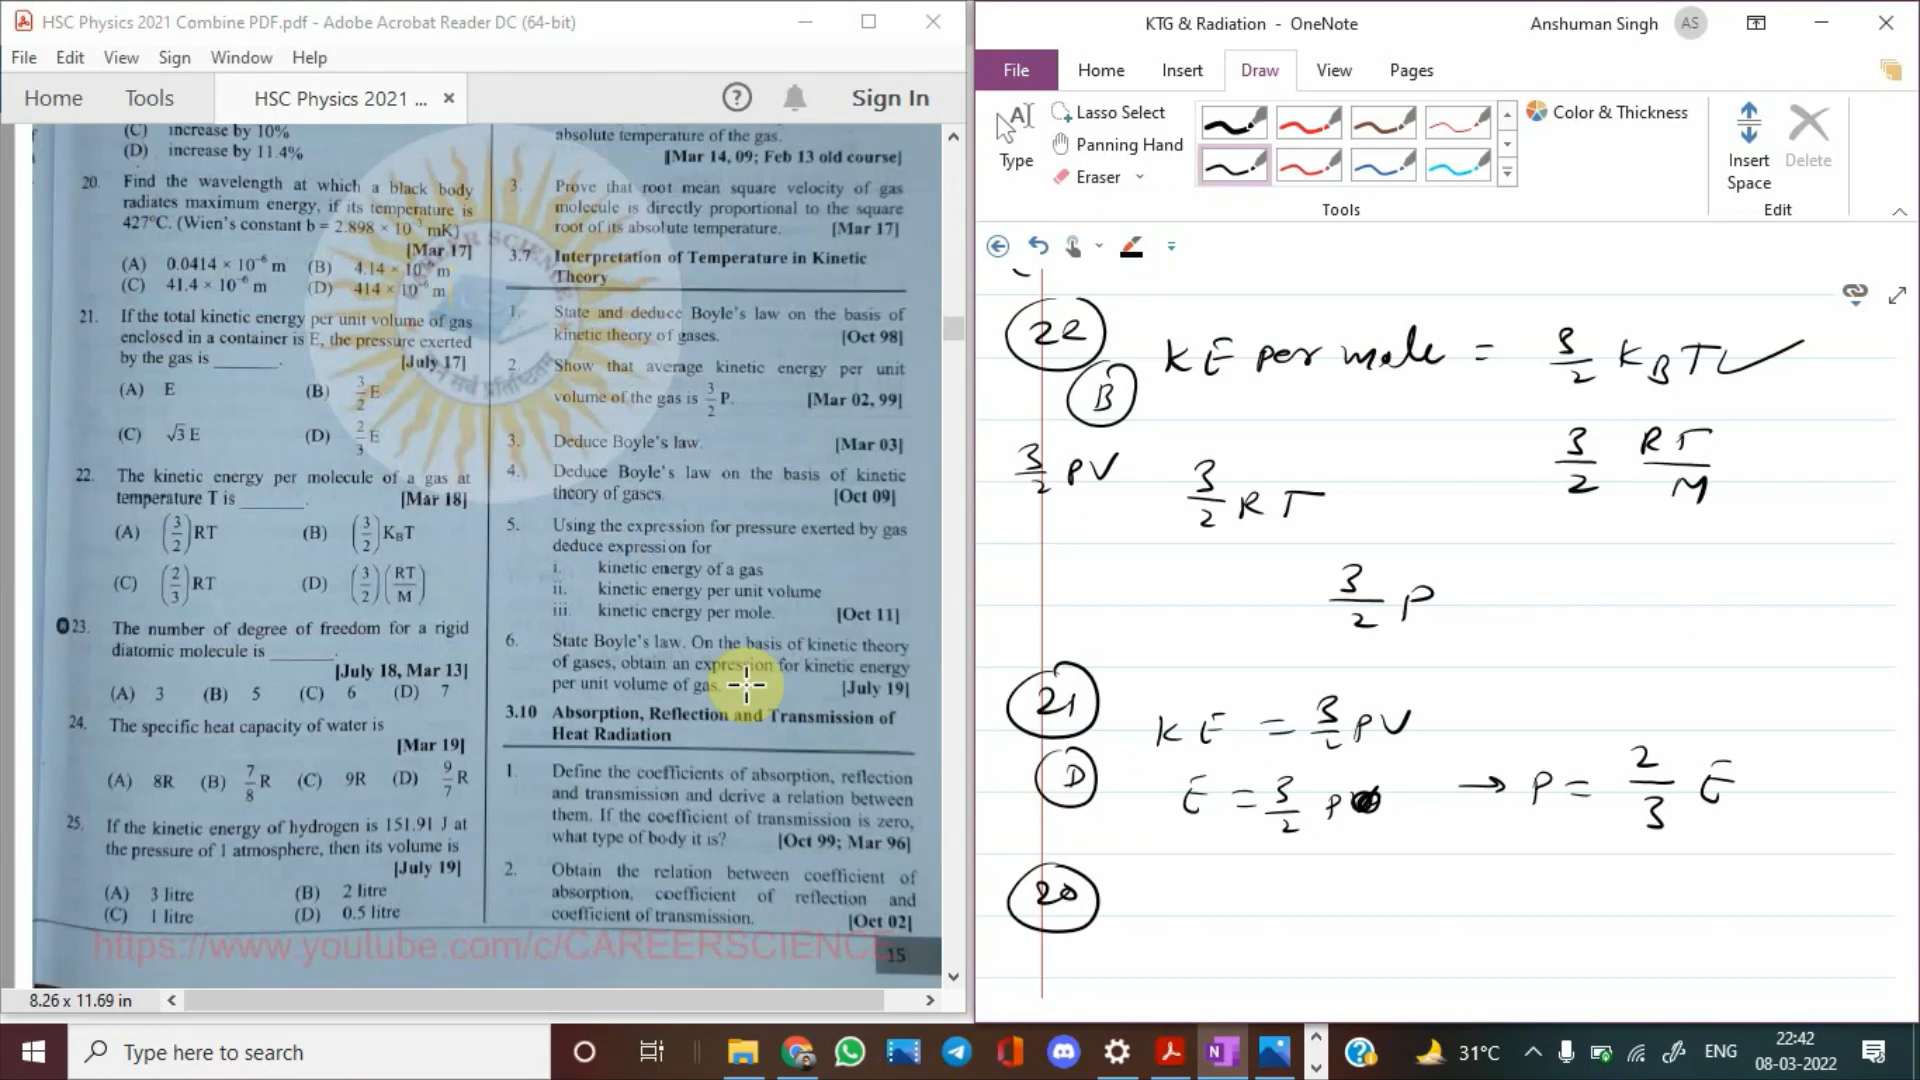 HSC Physics 2021 Combine PDF.pdf - Adobe Acrobat Reader DC (64-bit)
File Edit View Sign Window Help
Home Tools HSC Physics 2021 ... × Sign In
(C) increase by 10%
(D) increase by 11.4%
20. Find the wavelength at which a black body
radiates maximum energy, if its temperature is
427°C. (Wien's constant b = 2.898 × 10⁻³ mK)
[Mar 17]
(A) 0.0414 × 10⁻⁶ m (B) 4.14 × 10⁻⁶ m
(C) 41.4 × 10⁻⁶ m (D) 414 × 10⁻⁶ m
21. If the total kinetic energy per unit volume of gas
enclosed in a container is E, the pressure exerted
by the gas is ______. [July 17]
(A) E (B) 3/2 E
(C) √3 E (D) 2/3 E
22. The kinetic energy per molecule of a gas at
temperature T is ______. [Mar 18]
(A) (3/2) RT (B) (3/2) K_BT
(C) (2/3) RT (D) (3/2) (RT/M)
23. The number of degree of freedom for a rigid
diatomic molecule is ______.
[July 18, Mar 13]
(A) 3 (B) 5 (C) 6 (D) 7
24. The specific heat capacity of water is
[Mar 19]
(A) 8R (B) 7/8 R (C) 9R (D) 9/7 R
25. If the kinetic energy of hydrogen is 151.91 J at
the pressure of 1 atmosphere, then its volume is
[July 19]
(A) 3 litre (B) 2 litre
(C) 1 litre (D) 0.5 litre
absolute temperature of the gas.
[Mar 14, 09; Feb 13 old course]
3. Prove that root mean square velocity of gas
molecule is directly proportional to the square
root of its absolute temperature. [Mar 17]
3.7 Interpretation of Temperature in Kinetic
Theory
1. State and deduce Boyle's law on the basis of
kinetic theory of gases. [Oct 98]
2. Show that average kinetic energy per unit
volume of the gas is 3/2 P. [Mar 02, 99]
3. Deduce Boyle's law. [Mar 03]
4. Deduce Boyle's law on the basis of kinetic
theory of gases. [Oct 09]
5. Using the expression for pressure exerted by gas
deduce expression for
i. kinetic energy of a gas
ii. kinetic energy per unit volume
iii. kinetic energy per mole. [Oct 11]
6. State Boyle's law. On the basis of kinetic theory
of gases, obtain an expression for kinetic energy
per unit volume of gas. [July 19]
3.10 Absorption, Reflection and Transmission of
Heat Radiation
1. Define the coefficients of absorption, reflection
and transmission and derive a relation between
them. If the coefficient of transmission is zero,
what type of body it is? [Oct 99; Mar 96]
2. Obtain the relation between coefficient of
absorption, coefficient of reflection and
coefficient of transmission. [Oct 02]
https://www.youtube.com/c/CAREERSCIENCE
15
8.26 x 11.69 in
KTG & Radiation - OneNote
Anshuman Singh AS
File Home Insert Draw View Pages
Type
Lasso Select
Panning Hand
Eraser
Color & Thickness
Insert
Space
Delete
Tools
Edit
22 KE per mole = 3/2 K_B T
B
3/2 PV 3/2 RT 3/2 RT/M
3/2 P
21 KE = 3/2 PV
D E = 3/2 P → P = 2/3 E
20
Type here to search
31°C ENG 22:42
08-03-2022